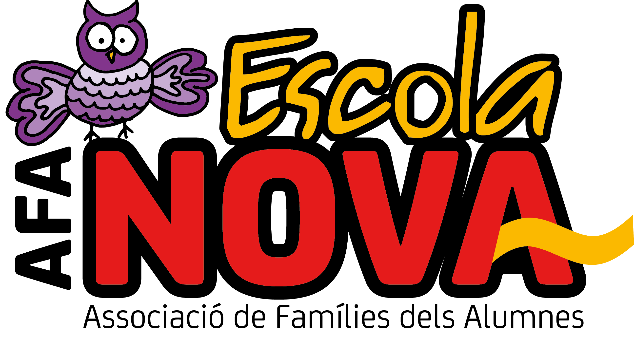 Escola
AFA
NOVA
Associació de Famílies dels Alumnes